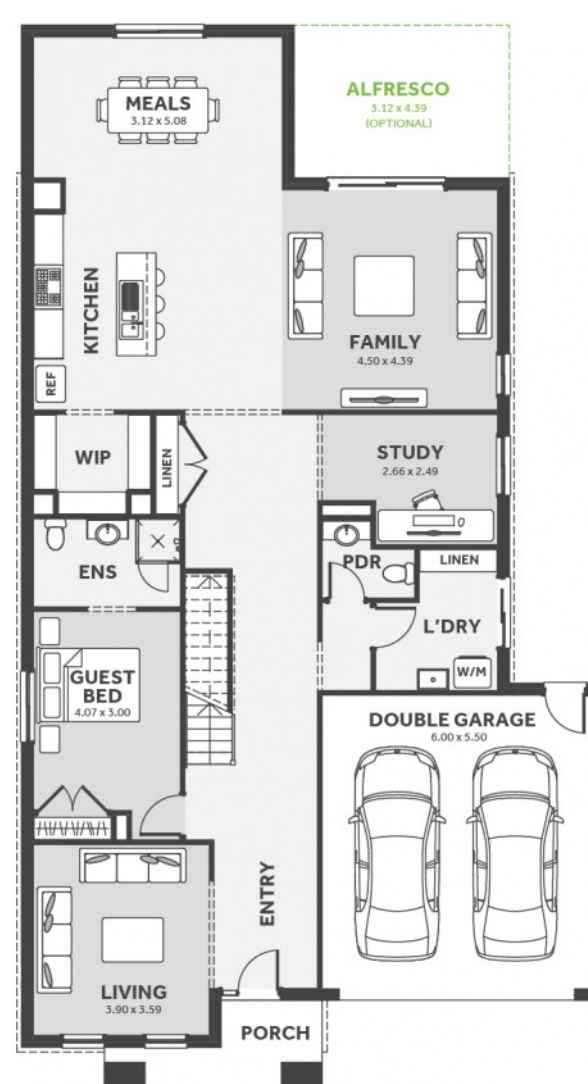 ALFRESCO
3.12 x 4.39
(OPTIONAL)
MEALS
3.12 x 5.08
KITCHEN
FAMILY
4.50 x 4.39
REF
WIP
LINEN
STUDY
2.66 x 2.49
ENS
PDR
LINEN
L'DRY
W/M
GUEST
BED
4.07 x 3.00
DOUBLE GARAGE
6.00 x 5.50
ENTRY
LIVING
3.90 x 3.59
PORCH